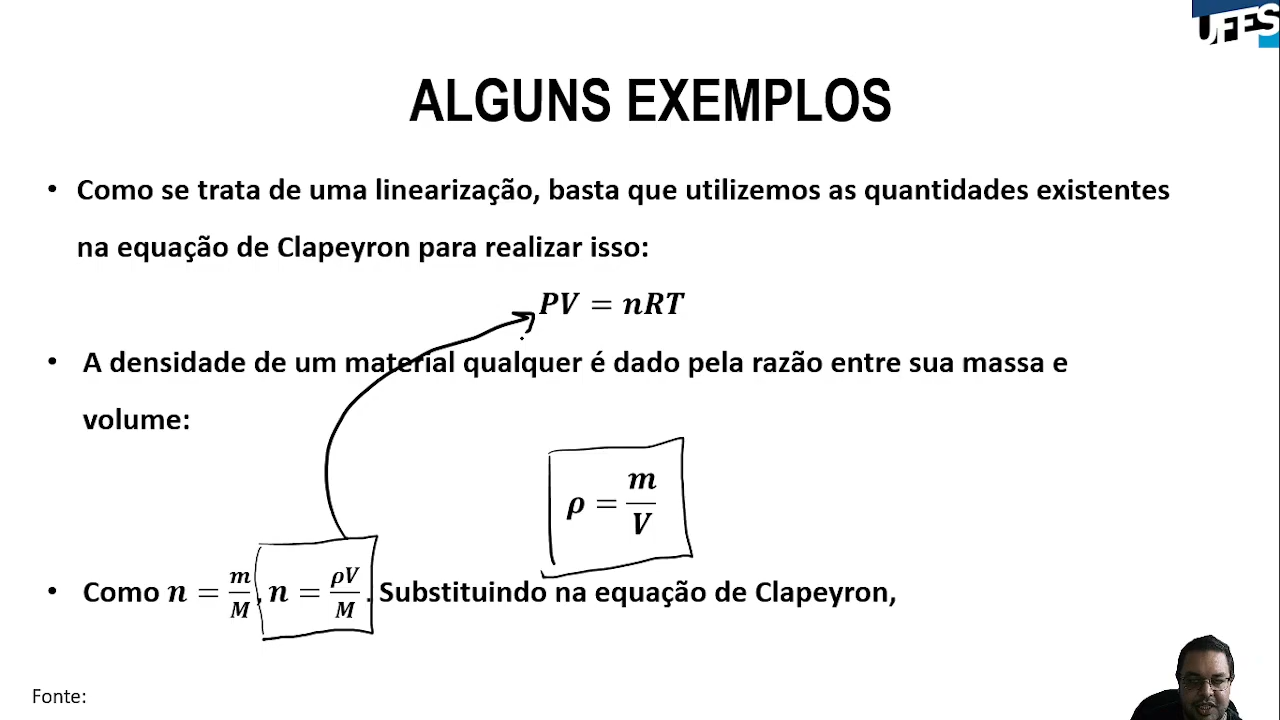 UFES
ALGUNS EXEMPLOS
• Como se trata de uma linearização, basta que utilizemos as quantidades existentes
na equação de Clapeyron para realizar isso:
PV = nRT
• A densidade de um material qualquer é dado pela razão entre sua massa e
volume:
ρ = m/V
• Como n = m/M, n = ρV/M. Substituindo na equação de Clapeyron,
Fonte: